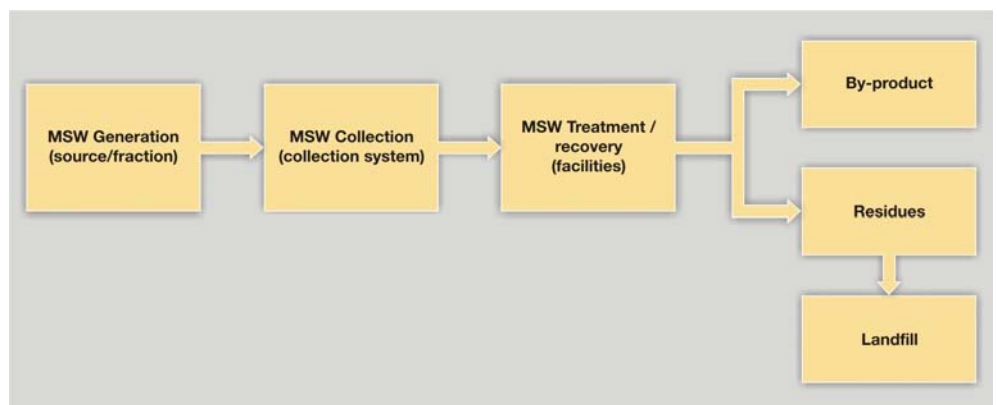 MSW Generation
(source/fraction)
MSW Collection
(collection system)
MSW Treatment /
recovery
(facilities)
By-product
Residues
Landfill